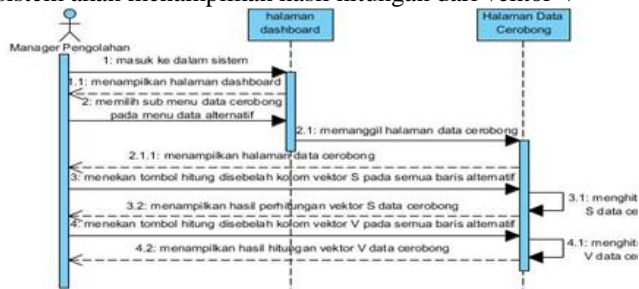 sistem akan menampilkan hasil hitungan dari vektor V
halaman
dashboard
Halaman Data
Cerobong
Manager Pengolahan
1: masuk ke dalam sistem
1.1: menampilkan halaman dashboard
2: memilih sub menu data cerobong
pada menu data alternatif
2.1: memanggil halaman data cerobong
2.1.1: menampilkan halaman data cerobong
3: menekan tombol hitung disebelah kolom vektor S pada semua baris alternatif
3.1: menghit
S data ce
3.2: menampilkan hasil perhitungan vektor S data cerobong
4: menekan tombol hitung disebelah kolom vektor V pada semua baris alternatif
4.1: menghit
V data cer
4.2: menampilkan hasil hitungan vektor V data cerobong